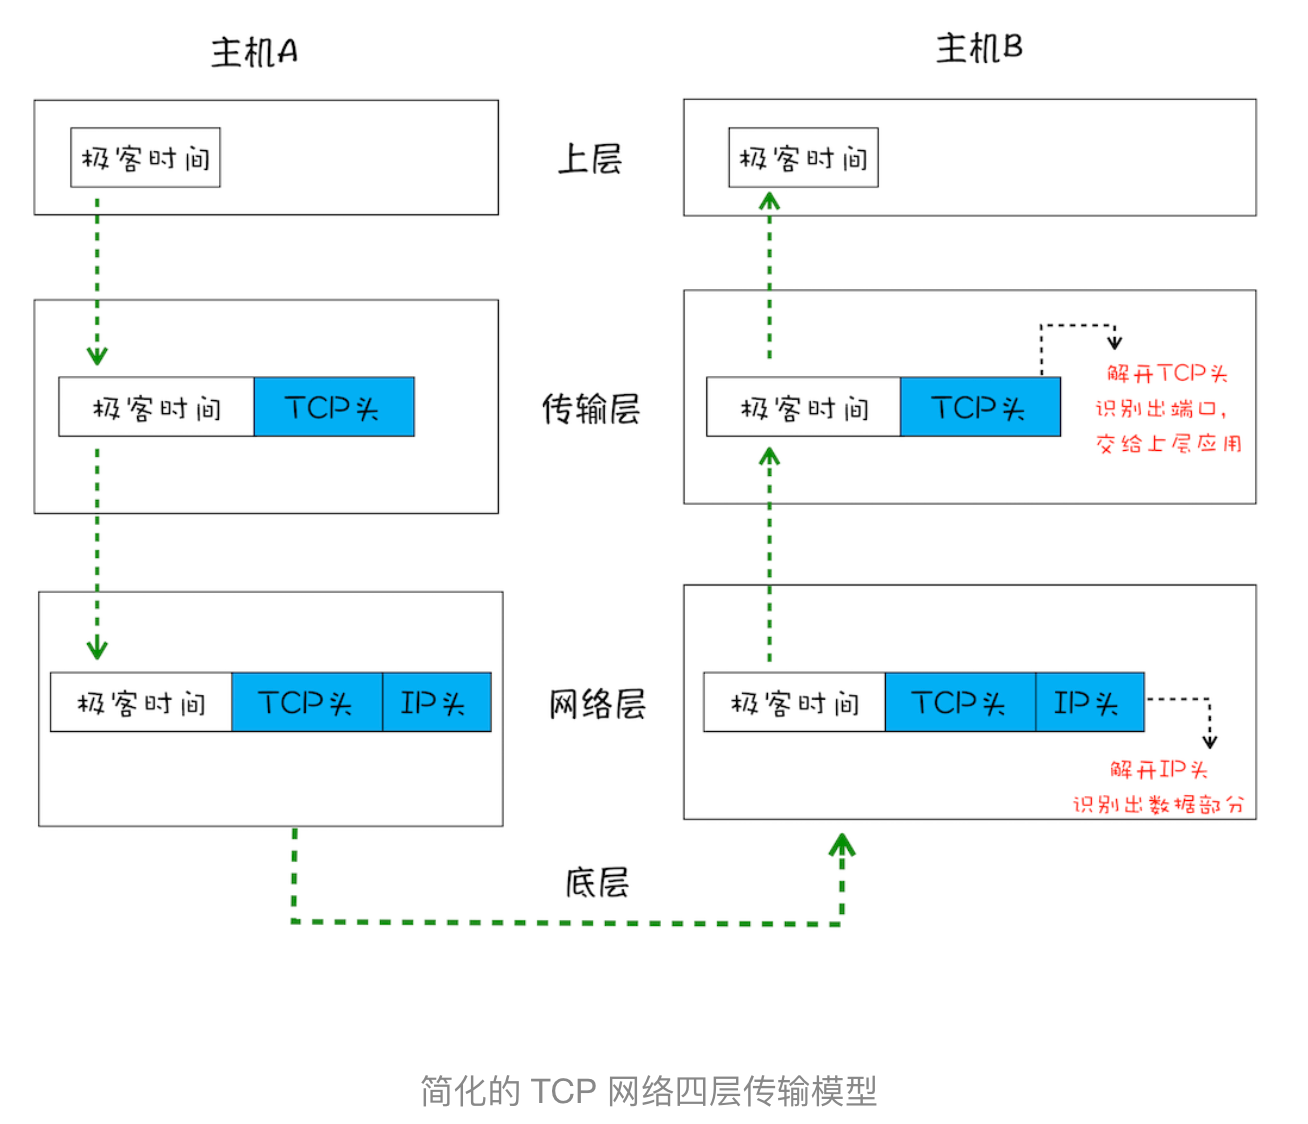 主机A
主机B
极客时间
上层
极客时间
极客时间
TCP头
传输层
极客时间
TCP头
解开TCP头
识别出端口，
交给上层应用
极客时间
TCP头
IP头
网络层
极客时间
TCP头
IP头
解开IP头
识别出数据部分
底层
简化的 TCP 网络四层传输模型